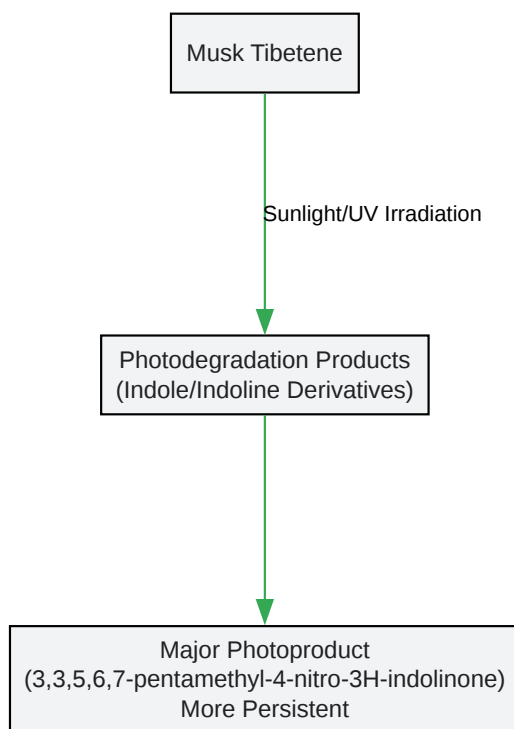 Musk Tibetene
Sunlight/UV Irradiation
Photodegradation Products
(Indole/Indoline Derivatives)
Major Photoproduct
(3,3,5,6,7-pentamethyl-4-nitro-3H-indolinone)
More Persistent